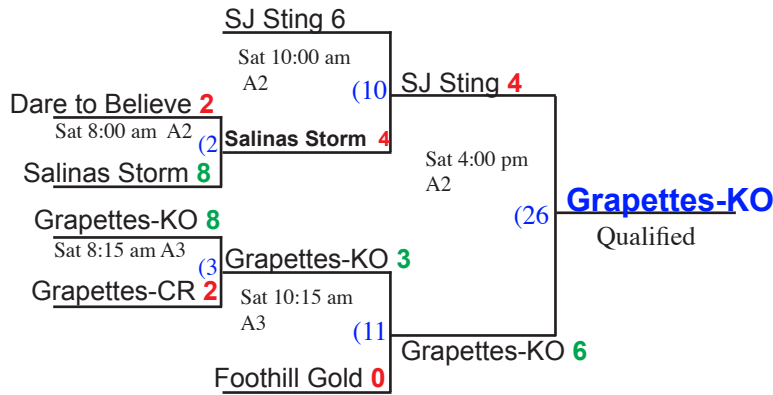 SJ Sting 6
Sat 10:00 am
A2
(10
SJ Sting 4
Dare to Believe 2
Sat 8:00 am A2
(2
Salinas Storm 4
Salinas Storm 8
Sat 4:00 pm
A2
(26
Grapettes-KO
Qualified
Grapettes-KO 8
Sat 8:15 am A3
(3
Grapettes-KO 3
Grapettes-CR 2
Sat 10:15 am
A3
(11
Grapettes-KO 6
Foothill Gold 0